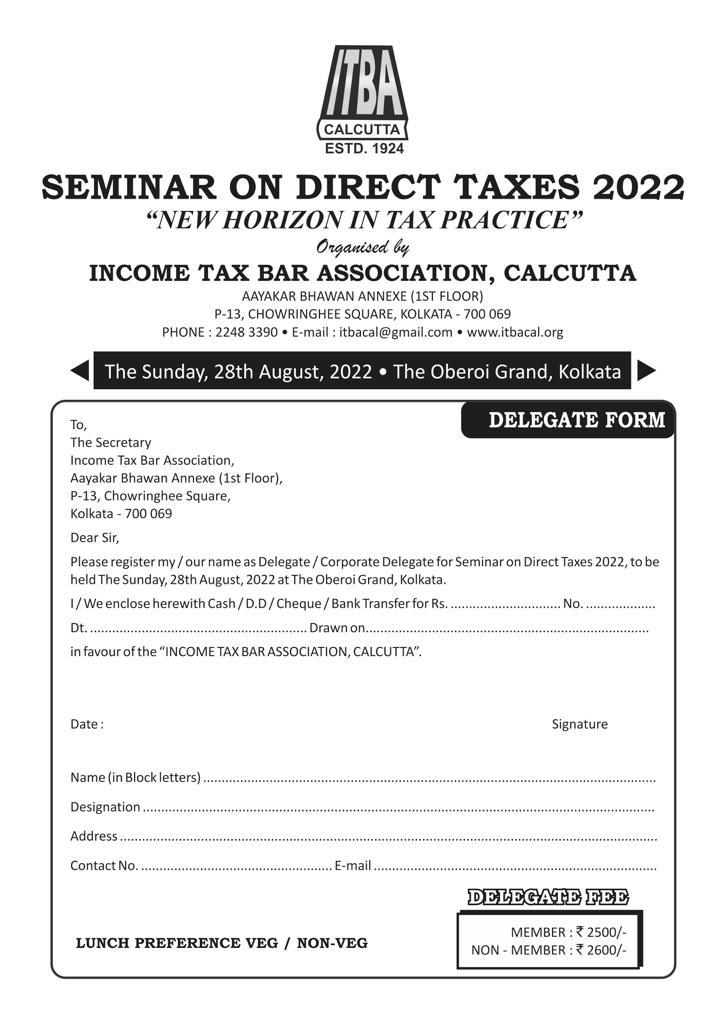 ITBA
CALCUTTA
ESTD. 1924
SEMINAR ON DIRECT TAXES 2022
“NEW HORIZON IN TAX PRACTICE”
Organised by
INCOME TAX BAR ASSOCIATION, CALCUTTA
AAYAKAR BHAWAN ANNEXE (1ST FLOOR)
P-13, CHOWRINGHEE SQUARE, KOLKATA - 700 069
PHONE : 2248 3390 • E-mail : itbacal@gmail.com • www.itbacal.org
The Sunday, 28th August, 2022 • The Oberoi Grand, Kolkata
DELEGATE FORM
To,
The Secretary
Income Tax Bar Association,
Aayakar Bhawan Annexe (1st Floor),
P-13, Chowringhee Square,
Kolkata - 700 069
Dear Sir,
Please register my / our name as Delegate / Corporate Delegate for Seminar on Direct Taxes 2022, to be
held The Sunday, 28th August, 2022 at The Oberoi Grand, Kolkata.
I / We enclose herewith Cash / D.D / Cheque / Bank Transfer for Rs. .............................. No. ...................
Dt. ........................................................... Drawn on.............................................................................
in favour of the “INCOME TAX BAR ASSOCIATION, CALCUTTA”.
Date : Signature
Name (in Block letters) ...........................................................................................................................
Designation ...........................................................................................................................................
Address ..................................................................................................................................................
Contact No. .................................................... E-mail .............................................................................
DELEGATE FEE
LUNCH PREFERENCE VEG / NON-VEG
MEMBER : ₹ 2500/-
NON - MEMBER : ₹ 2600/-